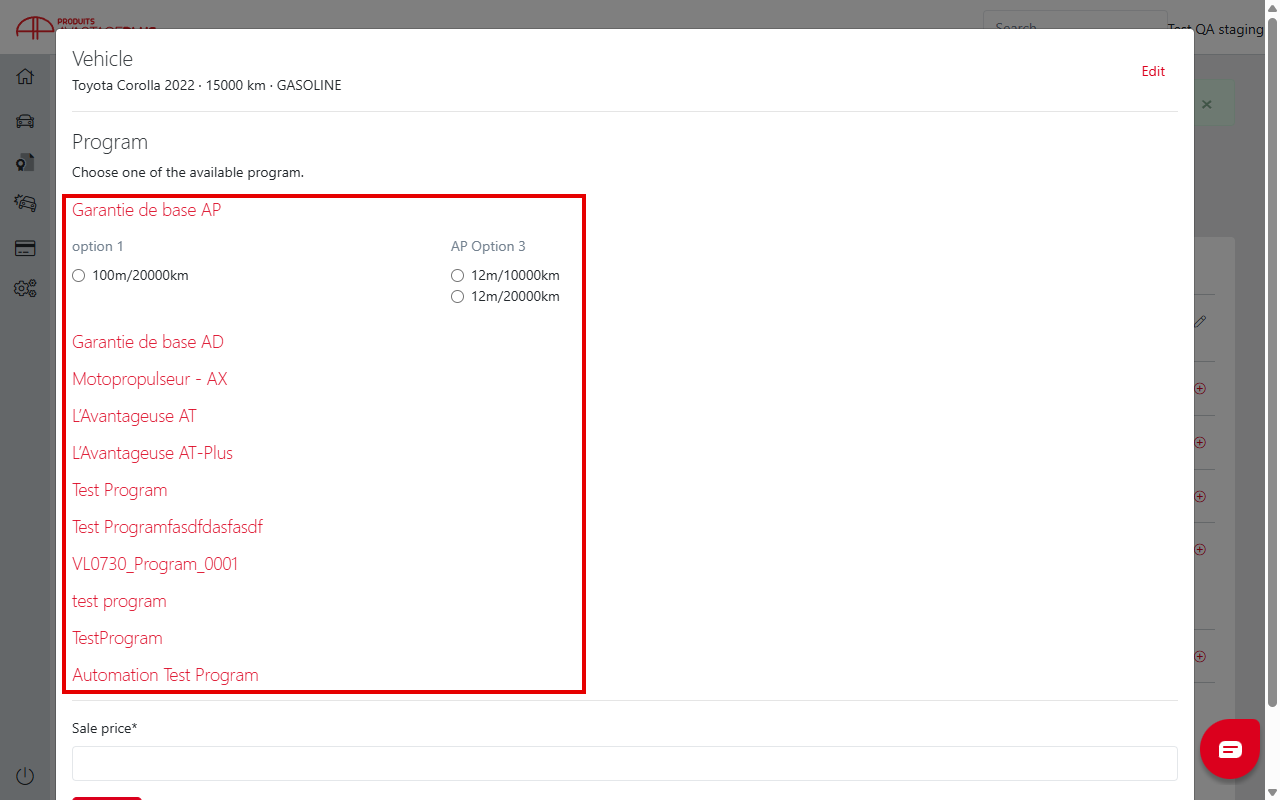 PRODUITS
Search
Test QA staging
Vehicle
Toyota Corolla 2022 · 15000 km · GASOLINE
Edit
Program
Choose one of the available program.
Garantie de base AP
option 1
AP Option 3
100m/20000km
12m/10000km
12m/20000km
Garantie de base AD
Motopropulseur - AX
L'Avantageuse AT
L'Avantageuse AT-Plus
Test Program
Test Programfasdfdasfasdf
VL0730_Program_0001
test program
TestProgram
Automation Test Program
Sale price*